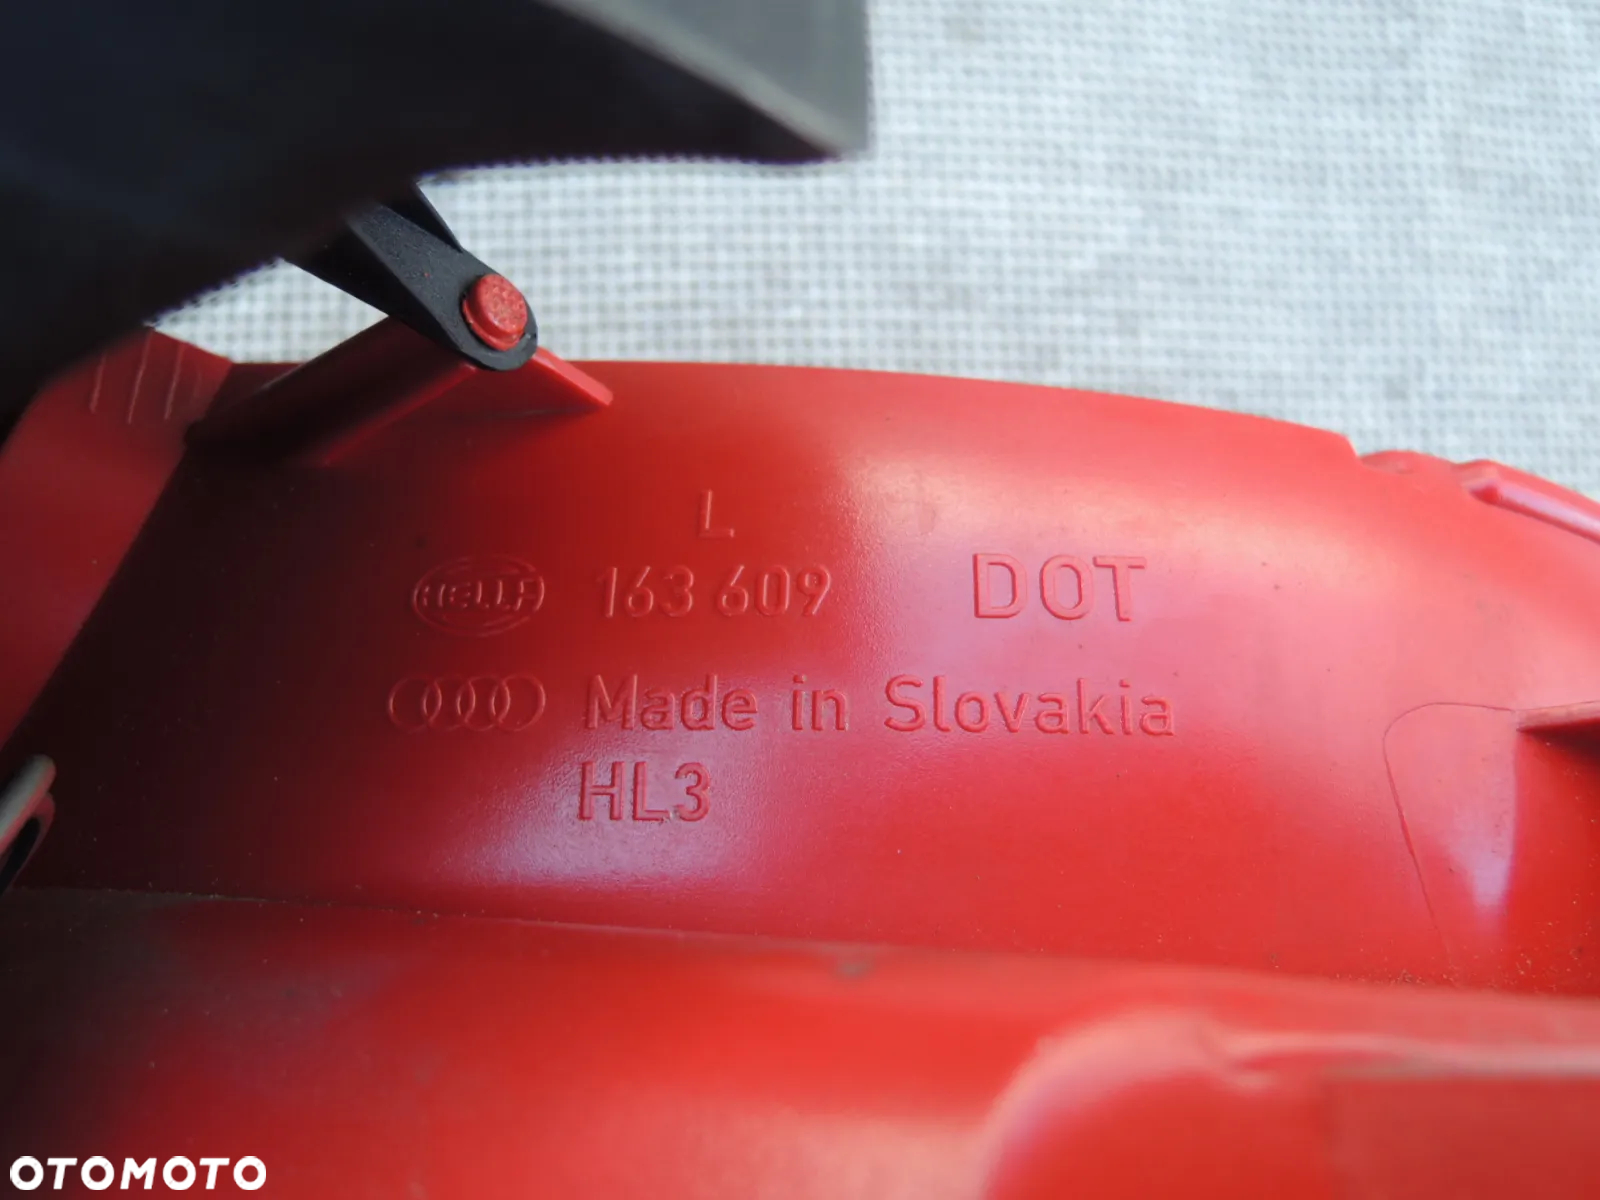 L
HELLA 163 609 DOT
Made in Slovakia
HL3
OTOMOTO